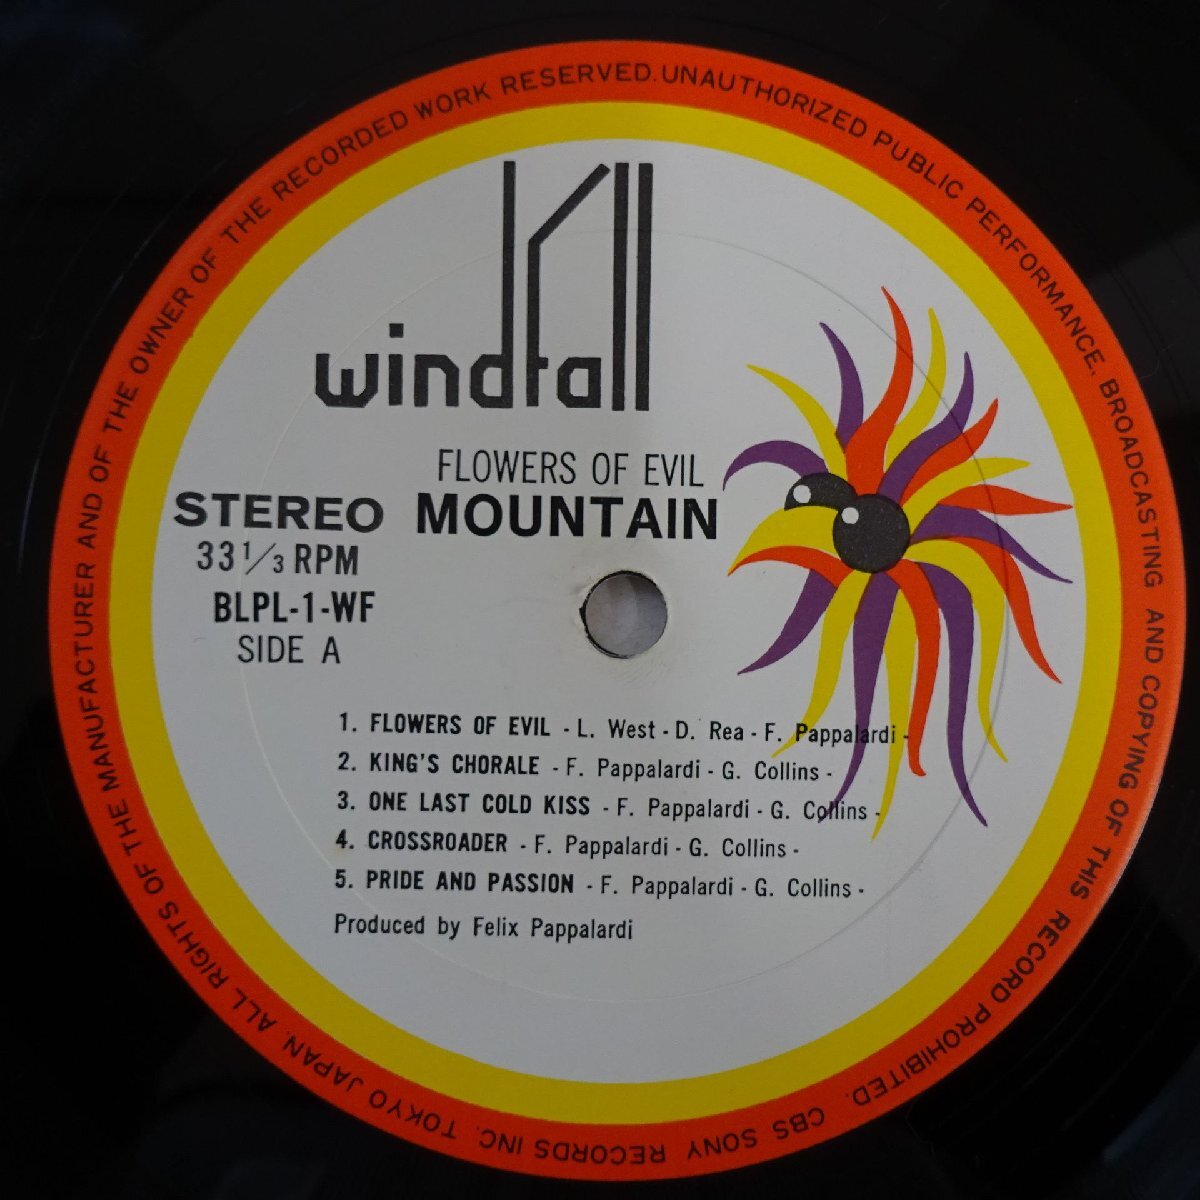 windfall
FLOWERS OF EVIL
MOUNTAIN
STEREO
33 1/3 RPM
BLPL-1-WF
SIDE A
1. FLOWERS OF EVIL - L. West - D. Rea - F. Pappalardi -
2. KING'S CHORALE - F. Pappalardi - G. Collins -
3. ONE LAST COLD KISS - F. Pappalardi - G. Collins -
4. CROSSROADER - F. Pappalardi - G. Collins -
5. PRIDE AND PASSION - F. Pappalardi - G. Collins -
Produced by Felix Pappalardi
ALL RIGHTS OF THE MANUFACTURER AND OF THE OWNER OF THE RECORDED WORK RESERVED. UNAUTHORIZED PUBLIC PERFORMANCE, BROADCASTING AND COPYING OF THIS RECORD PROHIBITED. CBS SONY RECORDS INC. TOKYO JAPAN.